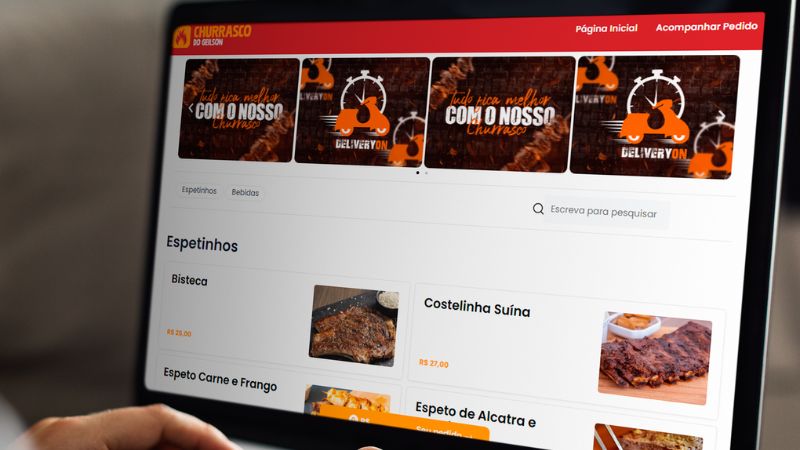 CHURRASCO
DO GEILSON
Página Inicial
Acompanhar Pedido
Tudo fica melhor
COM O NOSSO
Churrasco
DELIVERYON
Tudo fica melhor
COM O NOSSO
Churrasco
DELIVERYON
Espetinhos
Bebidas
Escreva para pesquisar
Espetinhos
Bisteca
R$ 25,00
Costelinha Suína
R$ 27,00
Espeto Carne e Frango
Espeto de Alcatra e
R$
Seu pedido